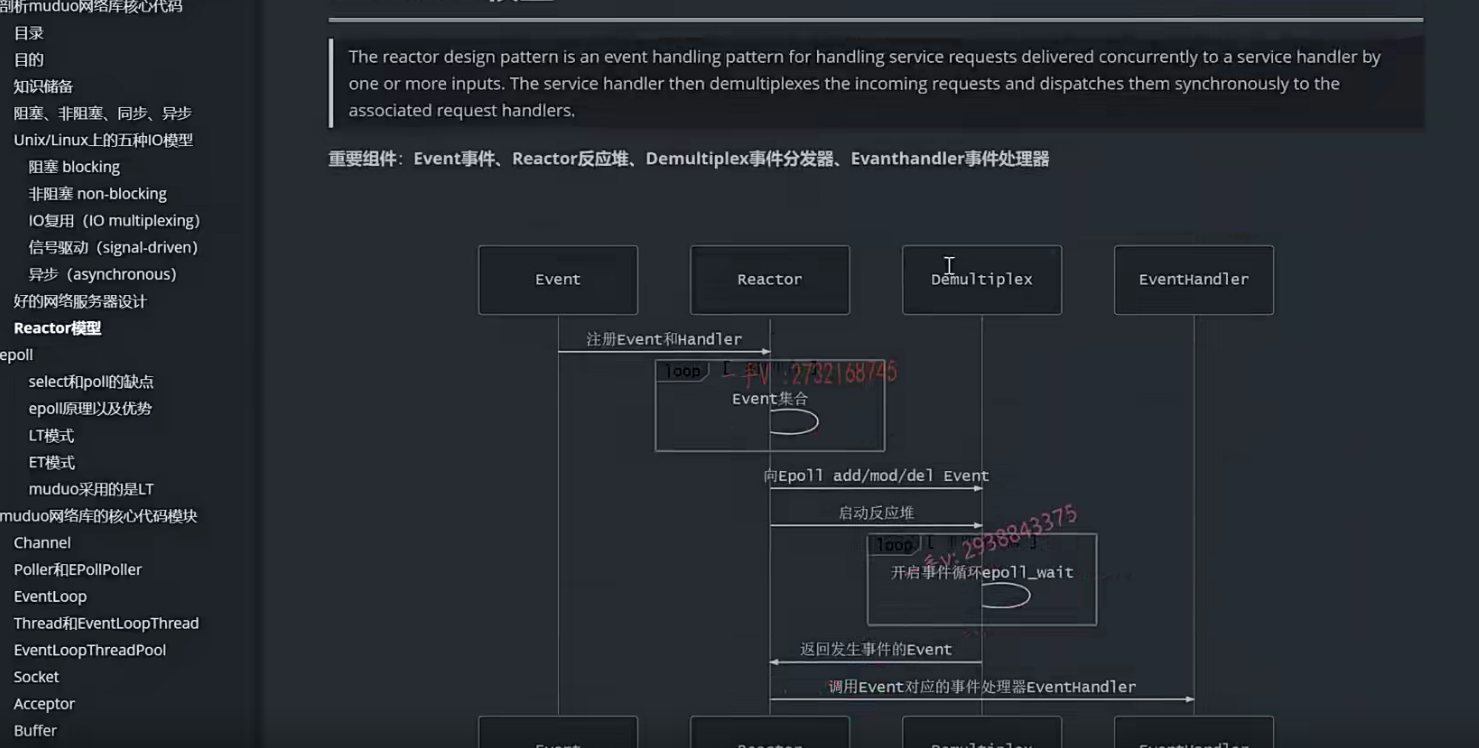 剖析muduo网络库核心代码
目录
目的
知识储备
阻塞、非阻塞、同步、异步
Unix/Linux上的五种IO模型
阻塞 blocking
非阻塞 non-blocking
IO复用（IO multiplexing）
信号驱动（signal-driven）
异步（asynchronous）
好的网络服务器设计
Reactor模型
epoll
select和poll的缺点
epoll原理以及优势
LT模式
ET模式
muduo采用的是LT
muduo网络库的核心代码模块
Channel
Poller和EPollPoller
EventLoop
Thread和EventLoopThread
EventLoopThreadPool
Socket
Acceptor
Buffer
The reactor design pattern is an event handling pattern for handling service requests delivered concurrently to a service handler by
one or more inputs. The service handler then demultiplexes the incoming requests and dispatches them synchronously to the
associated request handlers.
重要组件：Event事件、Reactor反应堆、Demultiplex事件分发器、Evanthandler事件处理器
Event
Reactor
Demultiplex
EventHandler
注册Event和Handler
loop
一手V :2732168745
Event集合
向Epoll add/mod/del Event
启动反应堆
loop
v: 2938843375
开启事件循环epoll_wait
返回发生事件的Event
调用Event对应的事件处理器EventHandler
Event
Reactor
Demultiplex
EventHandler